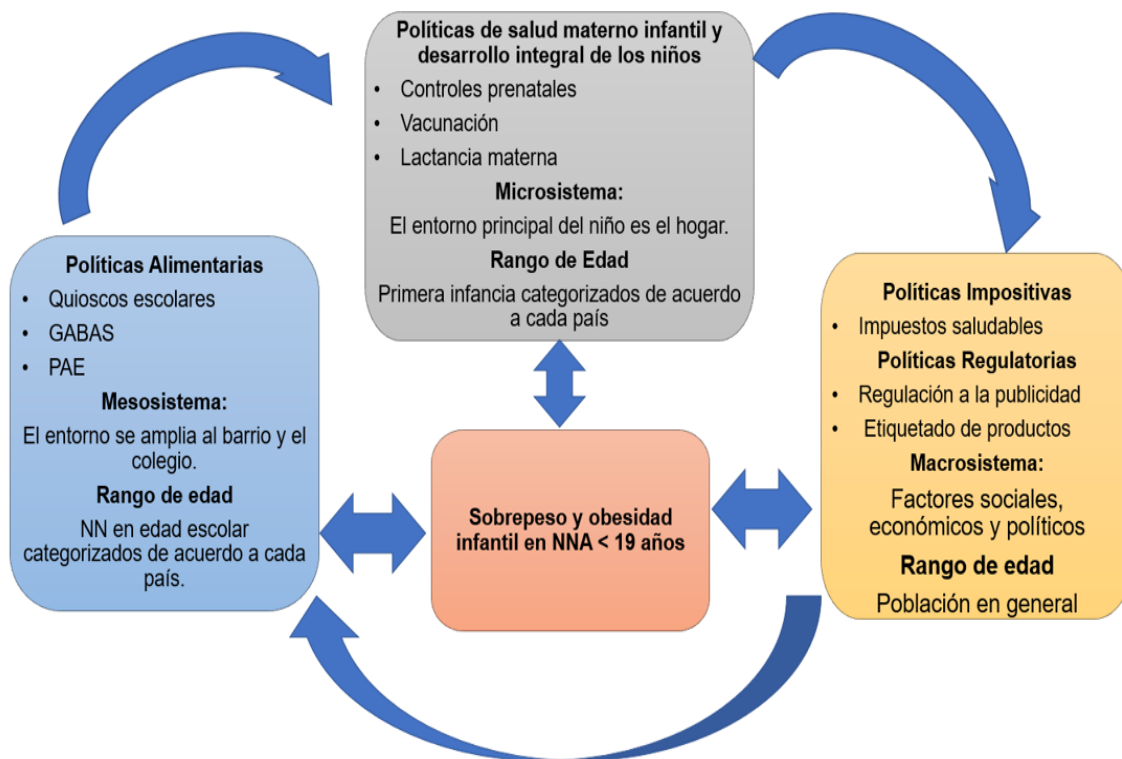 Políticas de salud materno infantil y
desarrollo integral de los niños
• Controles prenatales
• Vacunación
• Lactancia materna
Microsistema:
El entorno principal del niño es el hogar.
Rango de Edad
Primera infancia categorizados de acuerdo
a cada país
Políticas Alimentarias
• Quioscos escolares
• GABAS
• PAE
Mesosistema:
El entorno se amplia al barrio y el
colegio.
Rango de edad
NN en edad escolar
categorizados de acuerdo a cada
país.
Sobrepeso y obesidad
infantil en NNA < 19 años
Políticas Impositivas
• Impuestos saludables
Políticas Regulatorias
• Regulación a la publicidad
• Etiquetado de productos
Macrosistema:
Factores sociales,
económicos y políticos
Rango de edad
Población en general